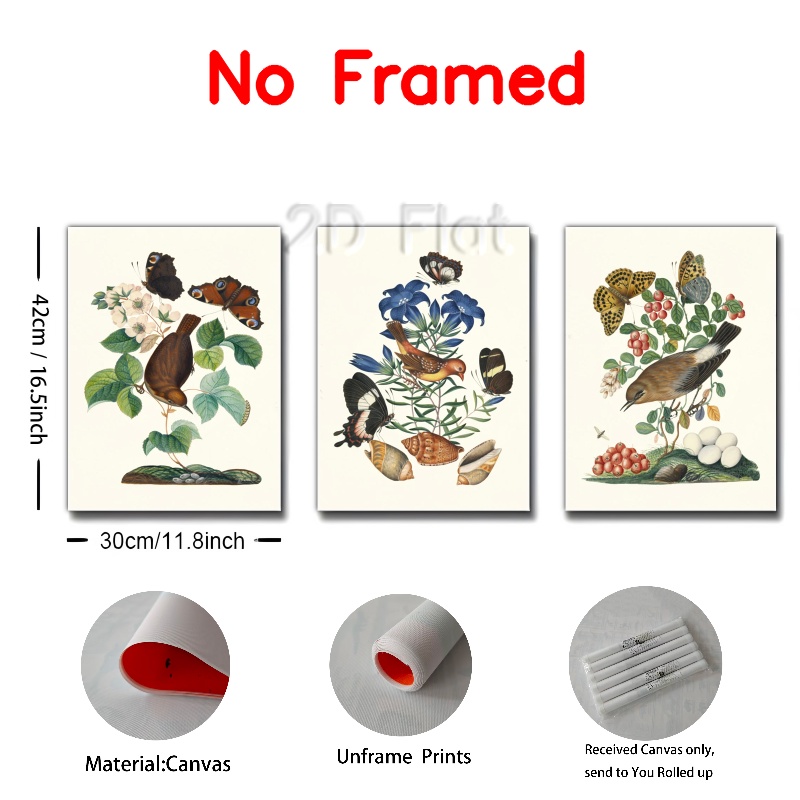 No Framed
2D Flat
42cm / 16.5inch
30cm/11.8inch
Material:Canvas
Unframe Prints
Received Canvas only,
send to You Rolled up